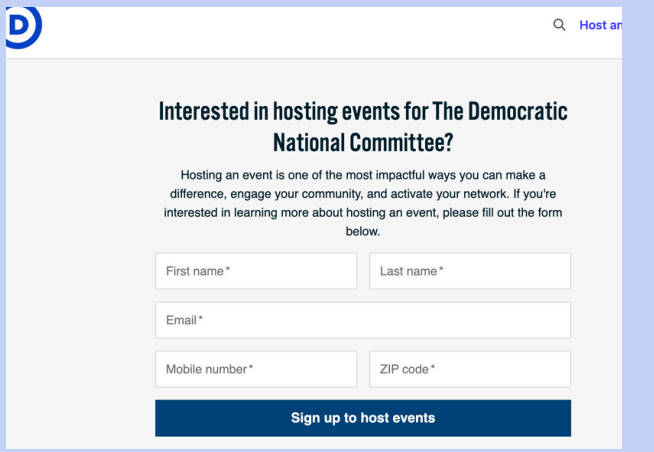 D
Host an
Interested in hosting events for The Democratic
National Committee?
Hosting an event is one of the most impactful ways you can make a
difference, engage your community, and activate your network. If you're
interested in learning more about hosting an event, please fill out the form
below.
First name*
Last name*
Email*
Mobile number*
ZIP code*
Sign up to host events